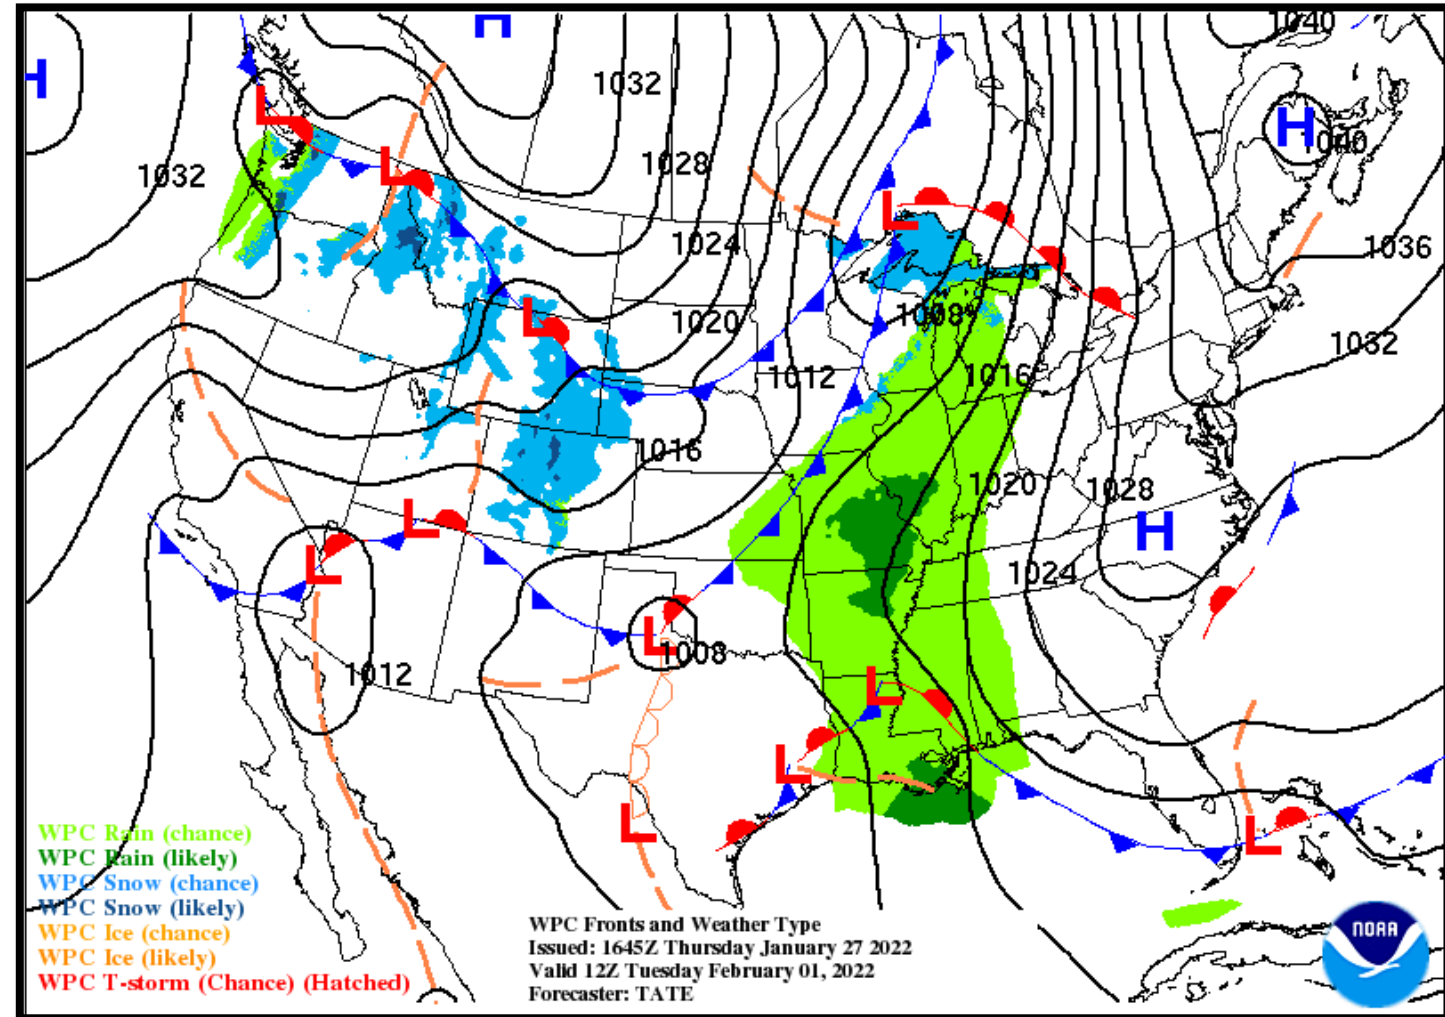 1040
H
H
1032
L
H
1040
1028
L
1032
L
1024
1036
L
1008
1020
1032
1012
1016
1016
1020
1028
L
H
L
1024
L
1008
1012
L
L
L
L
WPC Rain (chance)
WPC Rain (likely)
WPC Snow (chance)
WPC Snow (likely)
WPC Ice (chance)
WPC Ice (likely)
WPC T-storm (Chance) (Hatched)
WPC Fronts and Weather Type
Issued: 1645Z Thursday January 27 2022
Valid 12Z Tuesday February 01, 2022
Forecaster: TATE
NOAA